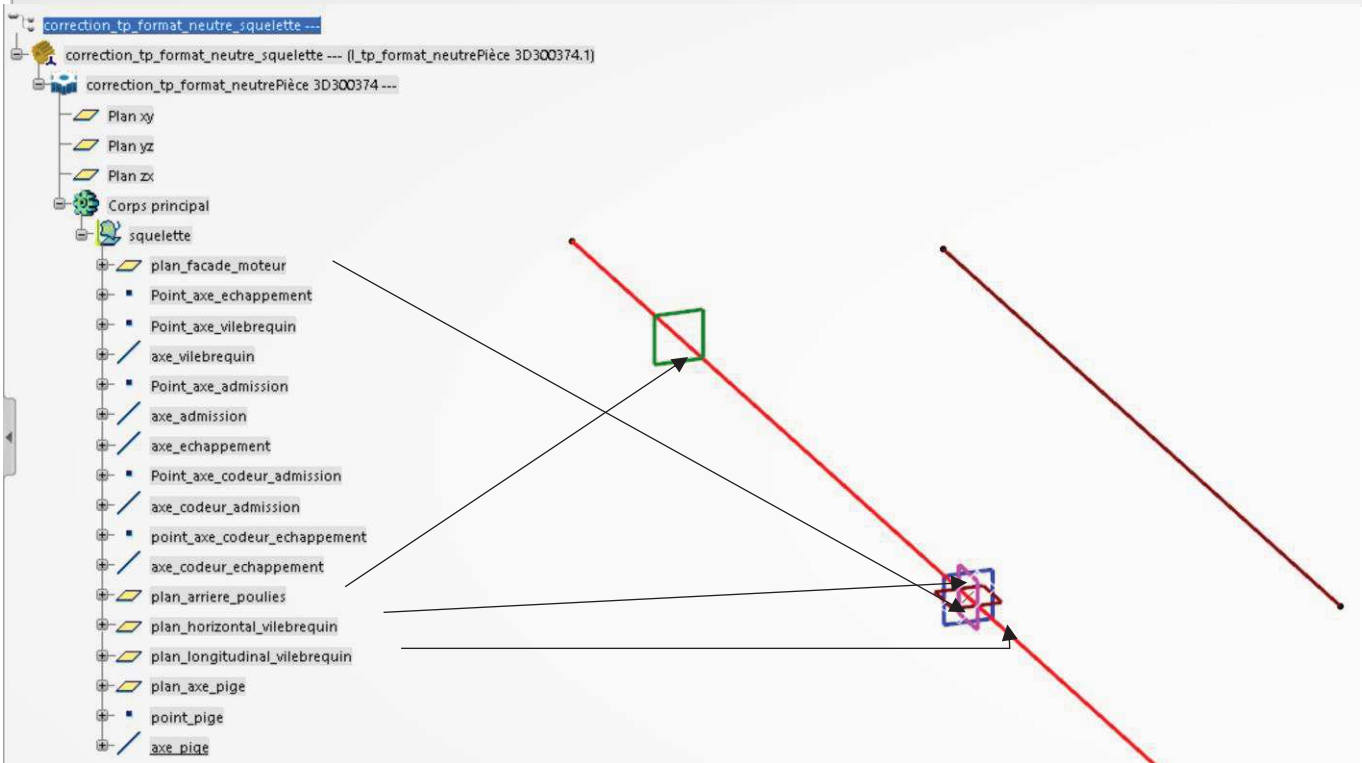 correction_tp_format_neutre_squelette ---
correction_tp_format_neutre_squelette --- (l_tp_format_neutrePièce 3D300374.1)
correction_tp_format_neutrePièce 3D300374 ---
Plan xy
Plan yz
Plan zx
Corps principal
squelette
plan_facade_moteur
Point_axe_echappement
Point_axe_vilebrequin
axe_vilebrequin
Point_axe_admission
axe_admission
axe_echappement
Point_axe_codeur_admission
axe_codeur_admission
point_axe_codeur_echappement
axe_codeur_echappement
plan_arriere_poulies
plan_horizontal_vilebrequin
plan_longitudinal_vilebrequin
plan_axe_pige
point_pige
axe_pige